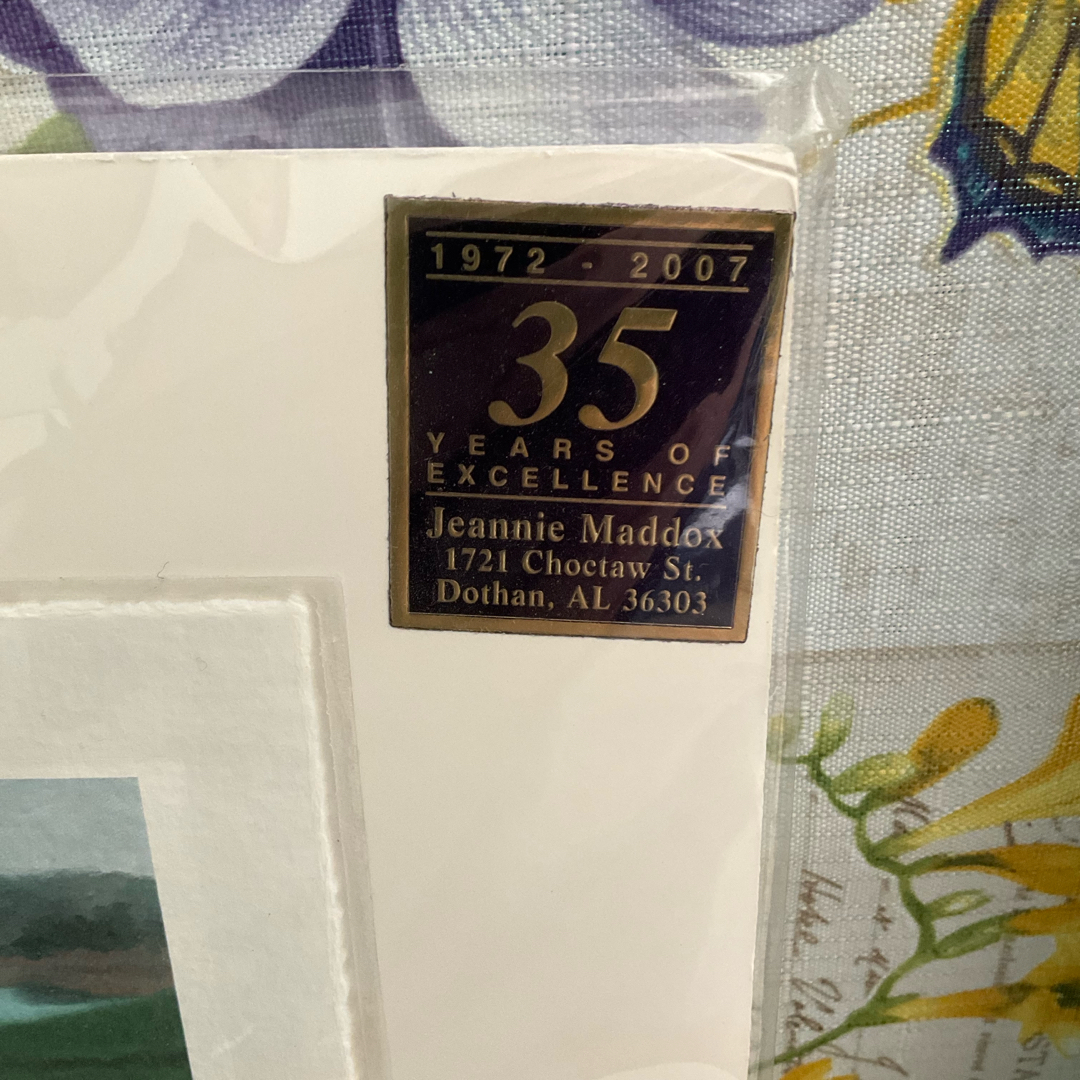 1972 - 2007
35
YEARS OF
EXCELLENCE
Jeannie Maddox
1721 Choctaw St.
Dothan, AL 36303